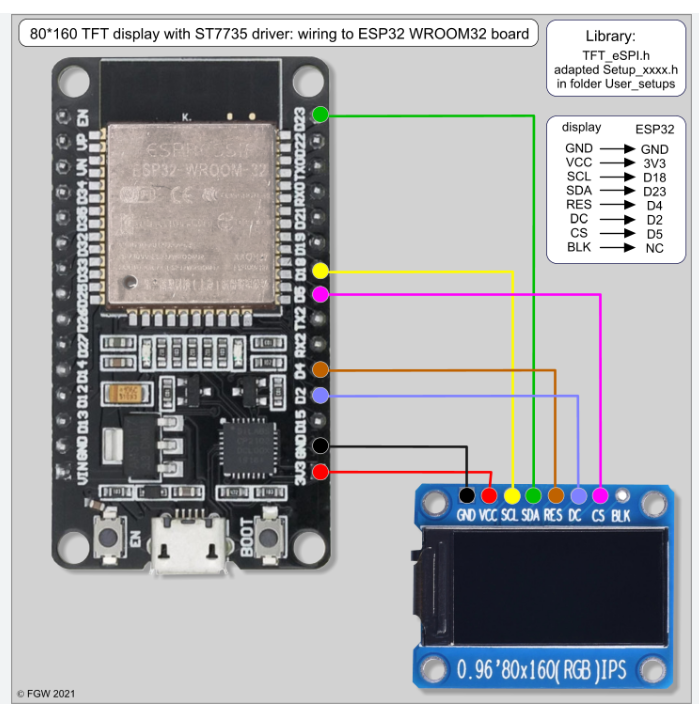 80*160 TFT display with ST7735 driver: wiring to ESP32 WROOM32 board
Library:
TFT_eSPI.h
adapted Setup_xxxx.h
in folder User_setups
display ESP32
GND GND
VCC 3V3
SCL D18
SDA D23
RES D4
DC D2
CS D5
BLK NC
EN
VP
VN
D34
D35
D32
D33
D25
D26
D27
D14
D12
D13
GND
VIN
K.
ESP-WROOM-32
CE
D23
D22
TX0
RX0
D21
D19
D18
D5
TX2
RX2
D4
D2
D15
GND
3V3
EN
BOOT
GND VCC SCL SDA RES DC CS BLK
0.96'80x160(RGB)IPS
© FGW 2021